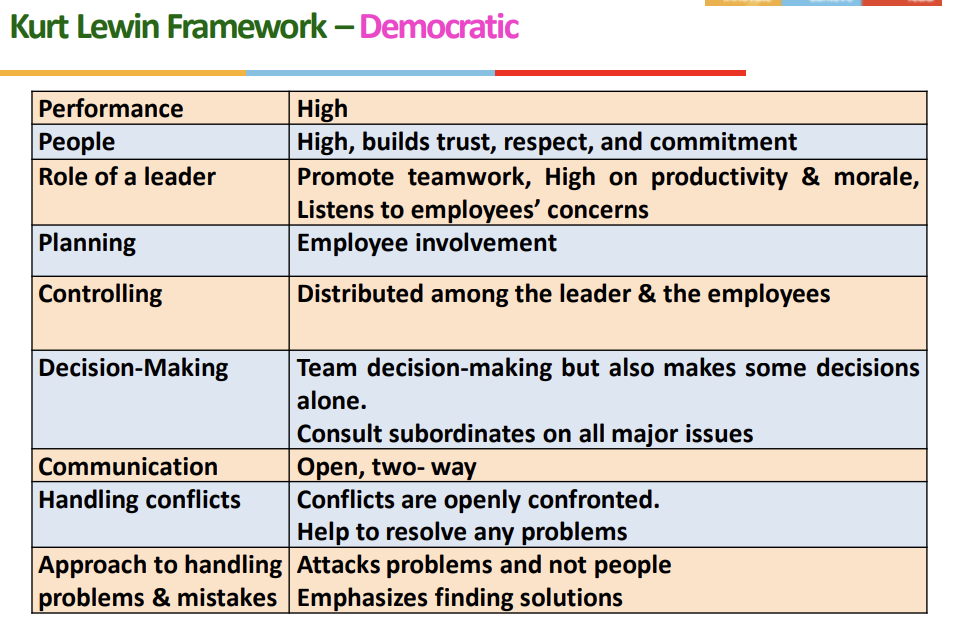 Kurt Lewin Framework – Democratic
Performance High
People High, builds trust, respect, and commitment
Role of a leader Promote teamwork, High on productivity & morale,
Listens to employees’ concerns
Planning Employee involvement
Controlling Distributed among the leader & the employees
Decision-Making Team decision-making but also makes some decisions
alone.
Consult subordinates on all major issues
Communication Open, two- way
Handling conflicts Conflicts are openly confronted.
Help to resolve any problems
Approach to handling Attacks problems and not people
problems & mistakes Emphasizes finding solutions